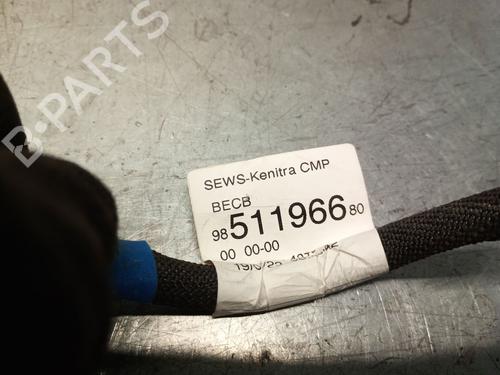 B-PARTS
SEWS-Kenitra CMP
BECB
98 511966 80
00 00-00